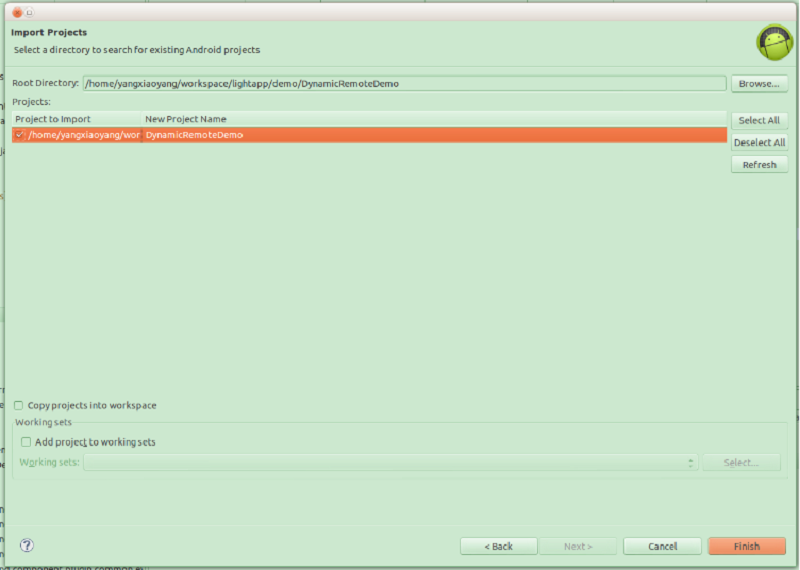 Import Projects
Select a directory to search for existing Android projects
Root Directory: /home/yangxiaoyang/workspace/lightapp/demo/DynamicRemoteDemo Browse...
Projects:
Project to Import New Project Name Select All
/home/yangxiaoyang/wor DynamicRemoteDemo
Deselect All
Refresh
Copy projects into workspace
Working sets
Add project to working sets
Working sets: Select...
? < Back Next > Cancel Finish